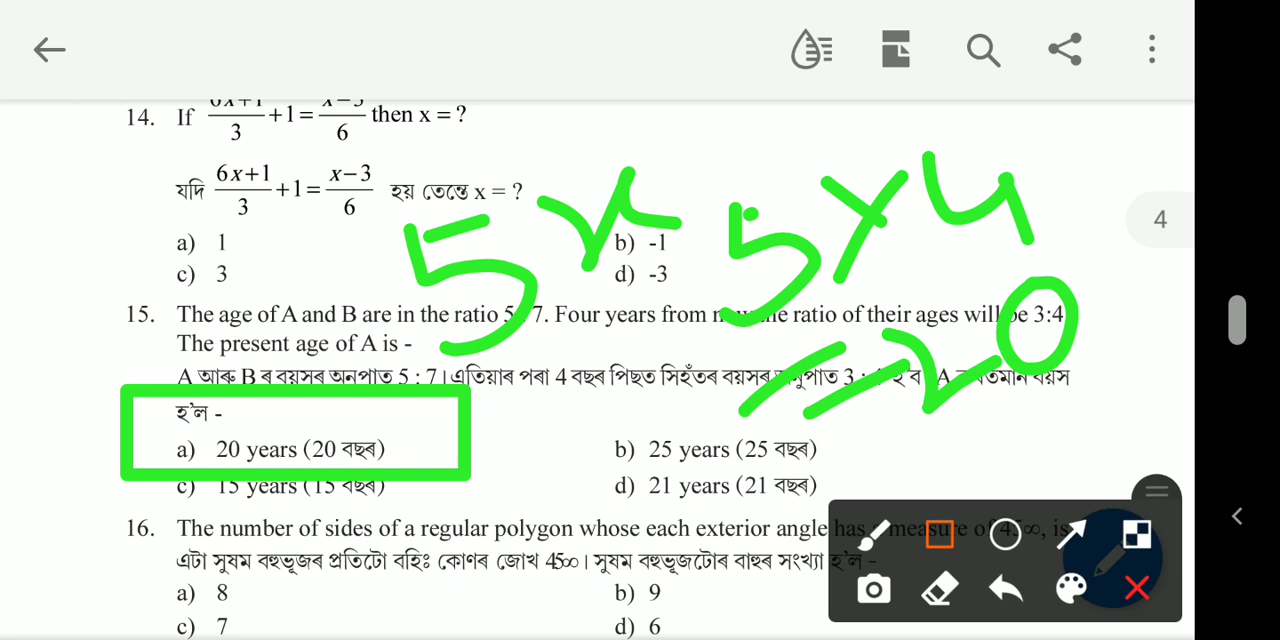 14. If 6x+1/3 +1= x−3/6 then x = ?
যদি 6x+1/3 +1= x−3/6 হয় তেন্তে x = ?
a) 1 b) -1
c) 3 d) -3
5x 5×4
=20
15. The age of A and B are in the ratio 5 : 7. Four years from now the ratio of their ages will be 3:4
The present age of A is -
A আৰু B ৰ বয়সৰ অনুপাত 5 : 7। এতিয়াৰ পৰা 4 বছৰ পিছত সিহঁতৰ বয়সৰ অনুপাত 3 : 4 হ'ব। A ৰ বৰ্তমান বয়স
হ'ল -
a) 20 years (20 বছৰ) b) 25 years (25 বছৰ)
c) 15 years (15 বছৰ) d) 21 years (21 বছৰ)
16. The number of sides of a regular polygon whose each exterior angle has a measure of 45∞, is
এটা সুষম বহুভূজৰ প্ৰতিটো বহিঃ কোণৰ জোখ 45∞। সুষম বহুভূজটোৰ বাহুৰ সংখ্যা হ'ল -
a) 8 b) 9
c) 7 d) 6
4